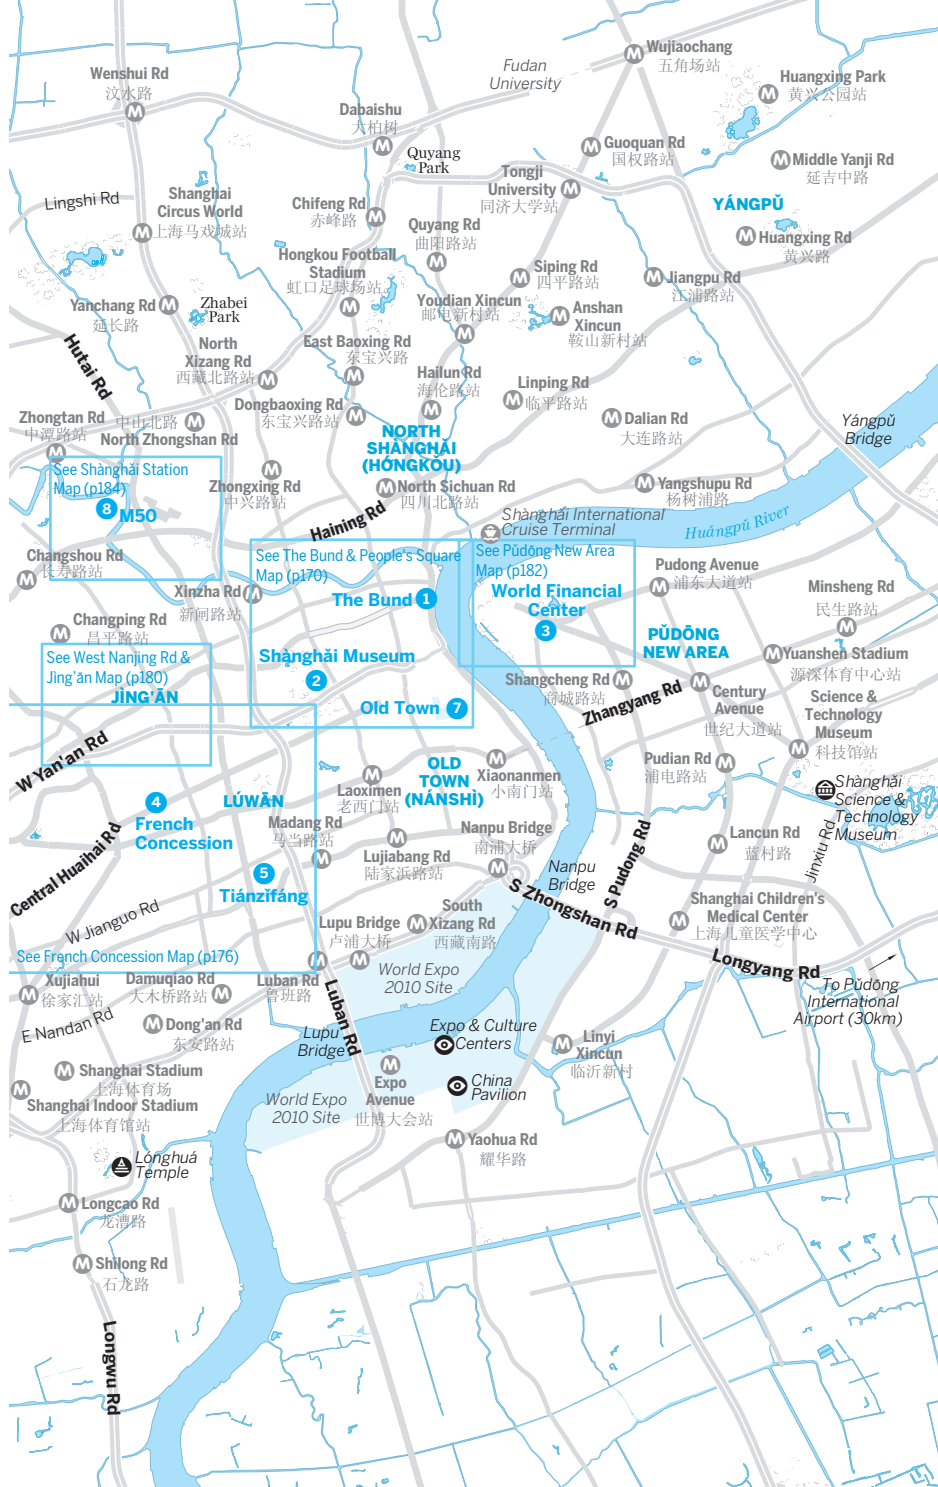 Wujiaochang
五角场站
Fudan
University
Wenshui Rd
汶水路
Huangxing Park
黄兴公园站
Dabaishu
大柏树
Guoquan Rd
国权路站
Quyang
Park
Middle Yanji Rd
延吉中路
Tongji
University
同济大学站
Lingshi Rd
Shanghai
Circus World
上海马戏城站
Chifeng Rd
赤峰路
YÁNGPǓ
Quyang Rd
曲阳路站
Huangxing Rd
黄兴路
Hongkou Football
Stadium
虹口足球场站
Siping Rd
四平路站
Jiangpu Rd
江浦路站
Yanchang Rd
延长路
Zhabei
Park
Youdian Xincun
邮电新村站
Anshan
Xincun
鞍山新村站
Hutai Rd
North
Xizang Rd
西藏北路站
East Baoxing Rd
东宝兴路
Hailun Rd
海伦路站
Linping Rd
临平路站
Zhongtan Rd
中潭路站
中山北路
North Zhongshan Rd
Dongbaoxing Rd
东宝兴路站
Dalian Rd
大连路站
Yángpǔ
Bridge
NORTH
SHÀNGHǍI
(HÓNGKǑU)
See Shànghǎi Station
Map (p184)
8 M50
Zhongxing Rd
中兴路站
North Sichuan Rd
四川北路站
Yangshupu Rd
杨树浦路
Haining Rd
Shànghǎi International
Cruise Terminal
Huángpǔ River
Changshou Rd
长寿路站
See The Bund & People's Square
Map (p170)
See Pǔdōng New Area
Map (p182)
Pudong Avenue
浦东大道站
Xinzha Rd
新闸路站
The Bund 1
World Financial
Center
3
Minsheng Rd
民生路站
Changping Rd
昌平路站
PǓDŌNG
NEW AREA
See West Nanjing Rd &
Jìng'ān Map (p180)
JÌNG'ĀN
Shànghǎi Museum
2
Yuanshen Stadium
源深体育中心站
Shangcheng Rd
商城路站
Zhangyang Rd
Century
Avenue
世纪大道站
Science &
Technology
Museum
科技馆站
Old Town 7
W Yan'an Rd
OLD
TOWN
(NÁNSHÌ)
Xiaonanmen
小南门站
Pudian Rd
浦电路站
Laoximen
老西门站
Shànghǎi
Science &
Technology
Museum
4
French
Concession
LÚWĀN
Madang Rd
马当路站
Nanpu Bridge
南浦大桥
Lancun Rd
蓝村路
Jinxiu Rd
Central Huaihai Rd
Lujiabang Rd
陆家浜路站
Nanpu
Bridge
S Pudong Rd
5
Tiánzǐfáng
S Zhongshan Rd
Shanghai Children's
Medical Center
上海儿童医学中心
W Jianguo Rd
Lupu Bridge
卢浦大桥
South
Xizang Rd
西藏南路
See French Concession Map (p176)
Longyang Rd
World Expo
2010 Site
Xujiahui
徐家汇站
Damuqiao Rd
大木桥路站
Luban Rd
鲁班路
To Pǔdōng
International
Airport (30km)
E Nandan Rd
Dong'an Rd
东安路站
Luban Rd
Lupu
Bridge
Expo & Culture
Centers
Linyi
Xincun
临沂新村
Shanghai Stadium
上海体育场
Expo
Avenue
世博大会站
China
Pavilion
Shanghai Indoor Stadium
上海体育馆站
World Expo
2010 Site
Yaohua Rd
耀华路
Lónghuá
Temple
Longcao Rd
龙漕路
Shilong Rd
石龙路
Longwu Rd